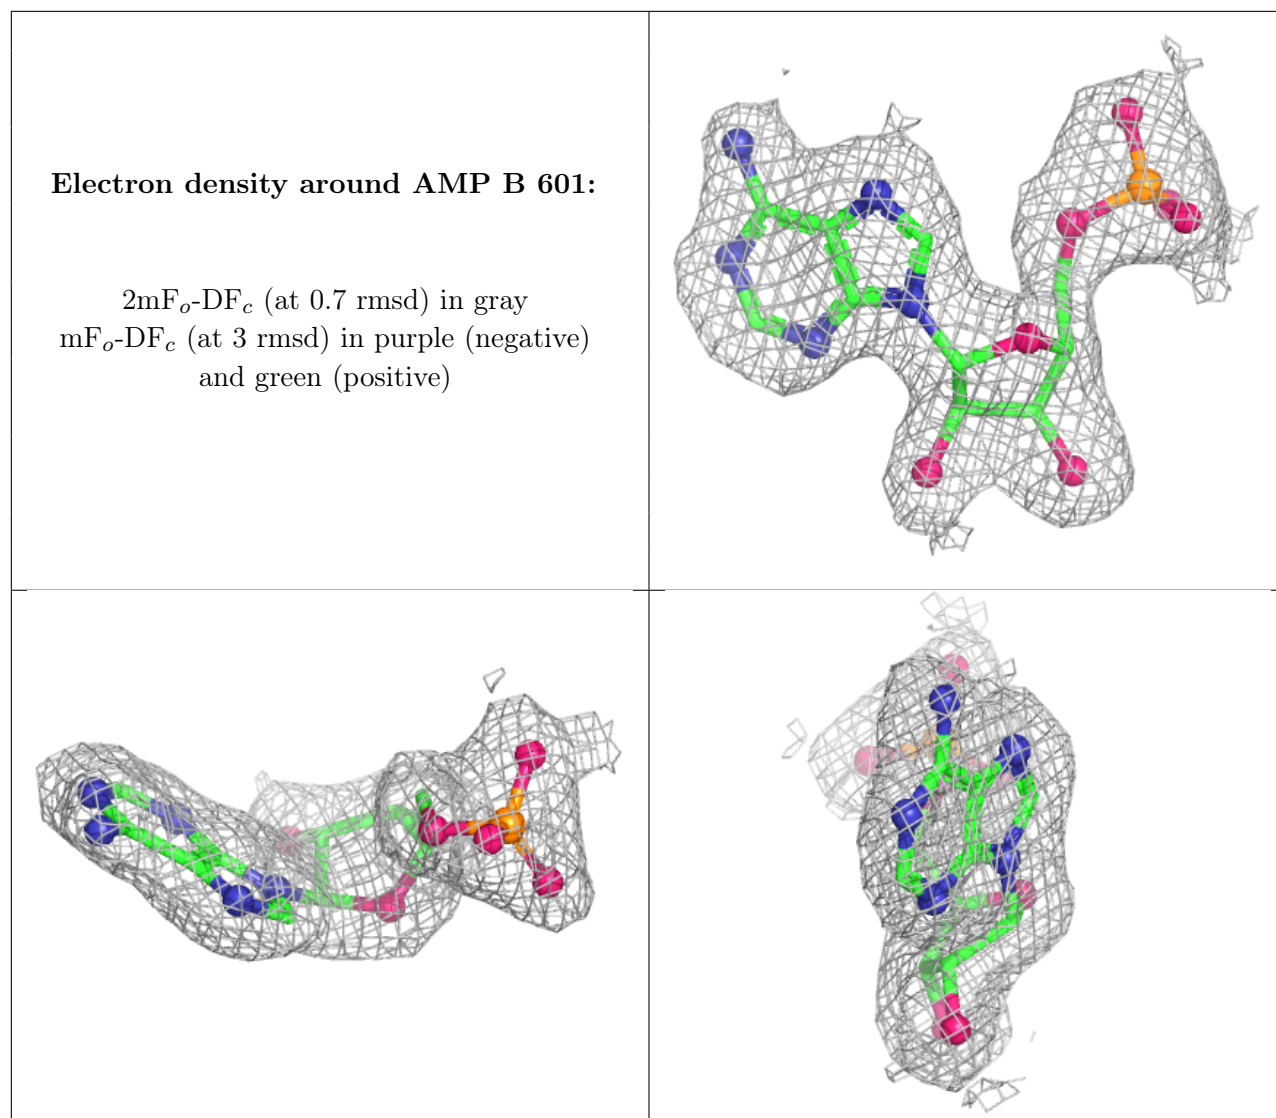 Electron density around AMP B 601:
2mFₒ-DF𝒸 (at 0.7 rmsd) in gray
mFₒ-DF𝒸 (at 3 rmsd) in purple (negative)
and green (positive)